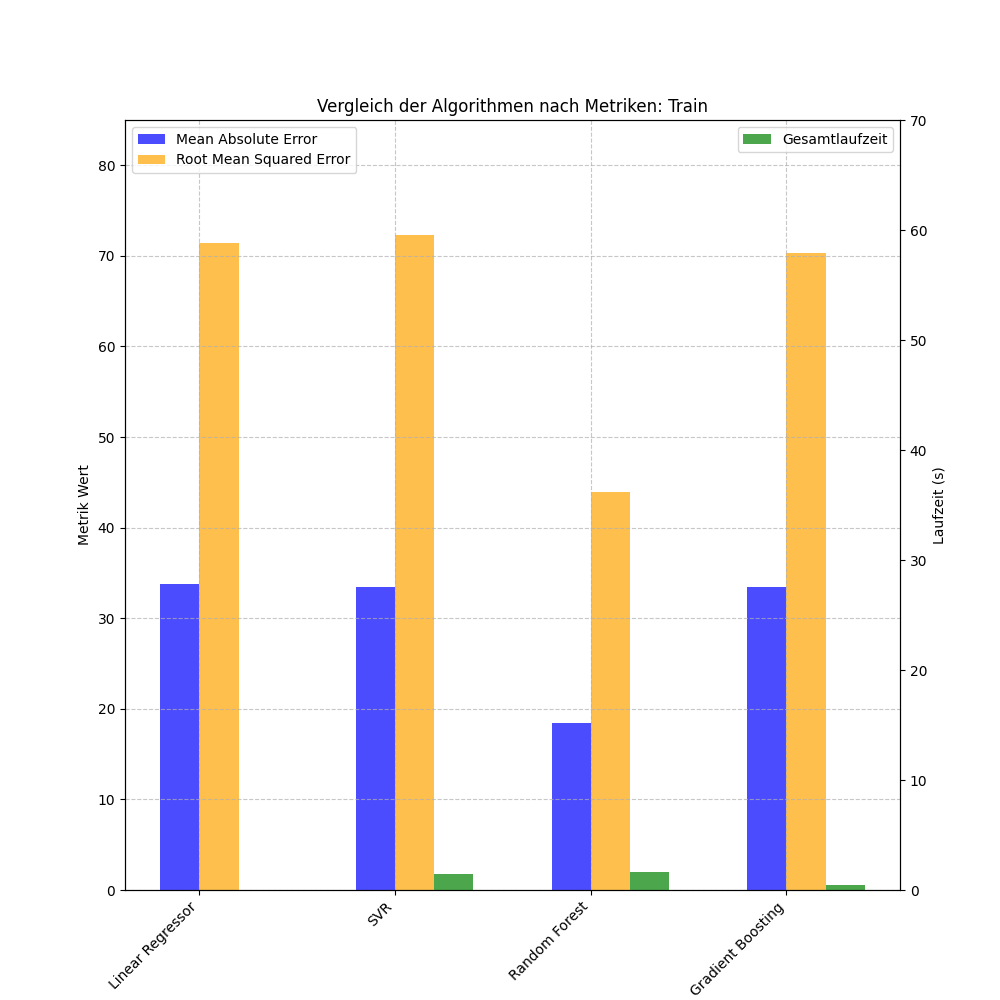 Vergleich der Algorithmen nach Metriken: Train
Mean Absolute Error
Root Mean Squared Error
Gesamtlaufzeit
Metrik Wert
80
70
60
50
40
30
20
10
0
70
60
50
40
30
20
10
0
Laufzeit (s)
Linear Regressor
SVR
Random Forest
Gradient Boosting